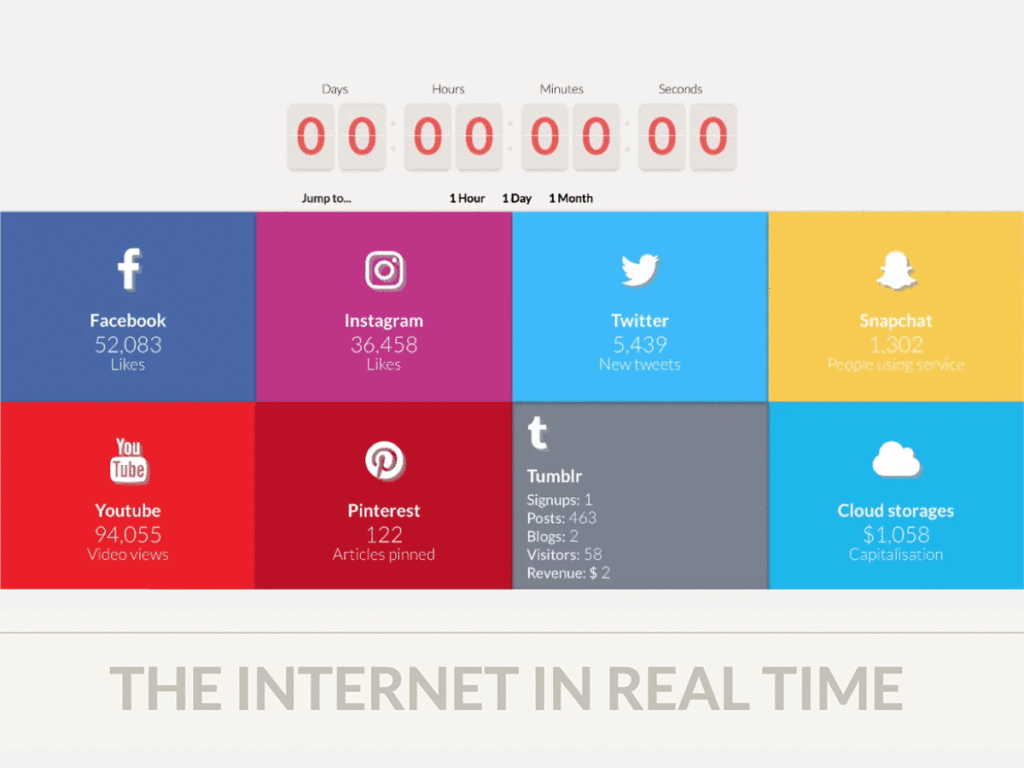 Days Hours Minutes Seconds
00 : 00 : 00 : 00
Jump to... 1 Hour 1 Day 1 Month
Facebook
52,083
Likes
Instagram
36,458
Likes
Twitter
5,439
New tweets
Snapchat
1,302
People using service
You
Tube
Youtube
94,055
Video views
Pinterest
122
Articles pinned
t
Tumblr
Signups: 1
Posts: 463
Blogs: 2
Visitors: 58
Revenue: $ 2
Cloud storages
$1,058
Capitalisation
THE INTERNET IN REAL TIME